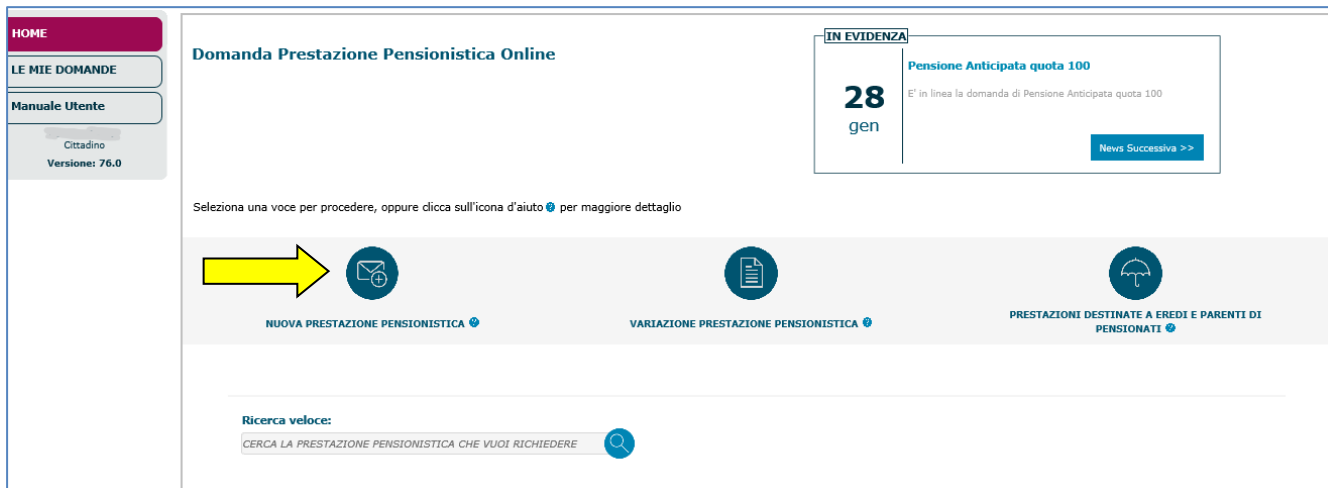 HOME
LE MIE DOMANDE
Manuale Utente
Cittadino
Versione: 76.0
Domanda Prestazione Pensionistica Online
IN EVIDENZA
28
gen
Pensione Anticipata quota 100
E' in linea la domanda di Pensione Anticipata quota 100
News Successiva >>
Seleziona una voce per procedere, oppure clicca sull'icona d'aiuto ? per maggiore dettaglio
NUOVA PRESTAZIONE PENSIONISTICA ?
VARIAZIONE PRESTAZIONE PENSIONISTICA ?
PRESTAZIONI DESTINATE A EREDI E PARENTI DI
PENSIONATI ?
Ricerca veloce:
CERCA LA PRESTAZIONE PENSIONISTICA CHE VUOI RICHIEDERE